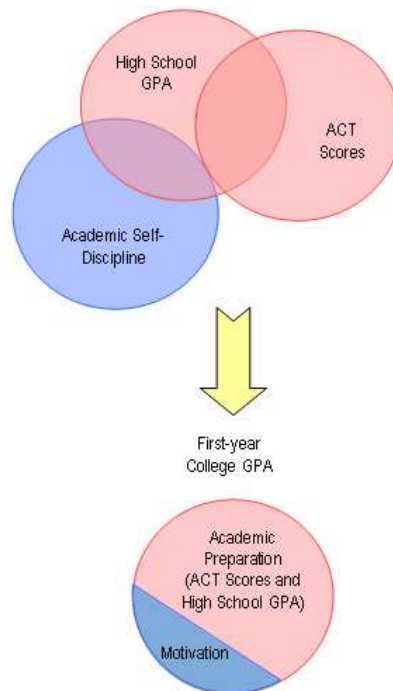 High School
GPA
ACT
Scores
Academic Self-
Discipline
First-year
College GPA
Academic
Preparation
(ACT Scores and
High School GPA)
Motivation